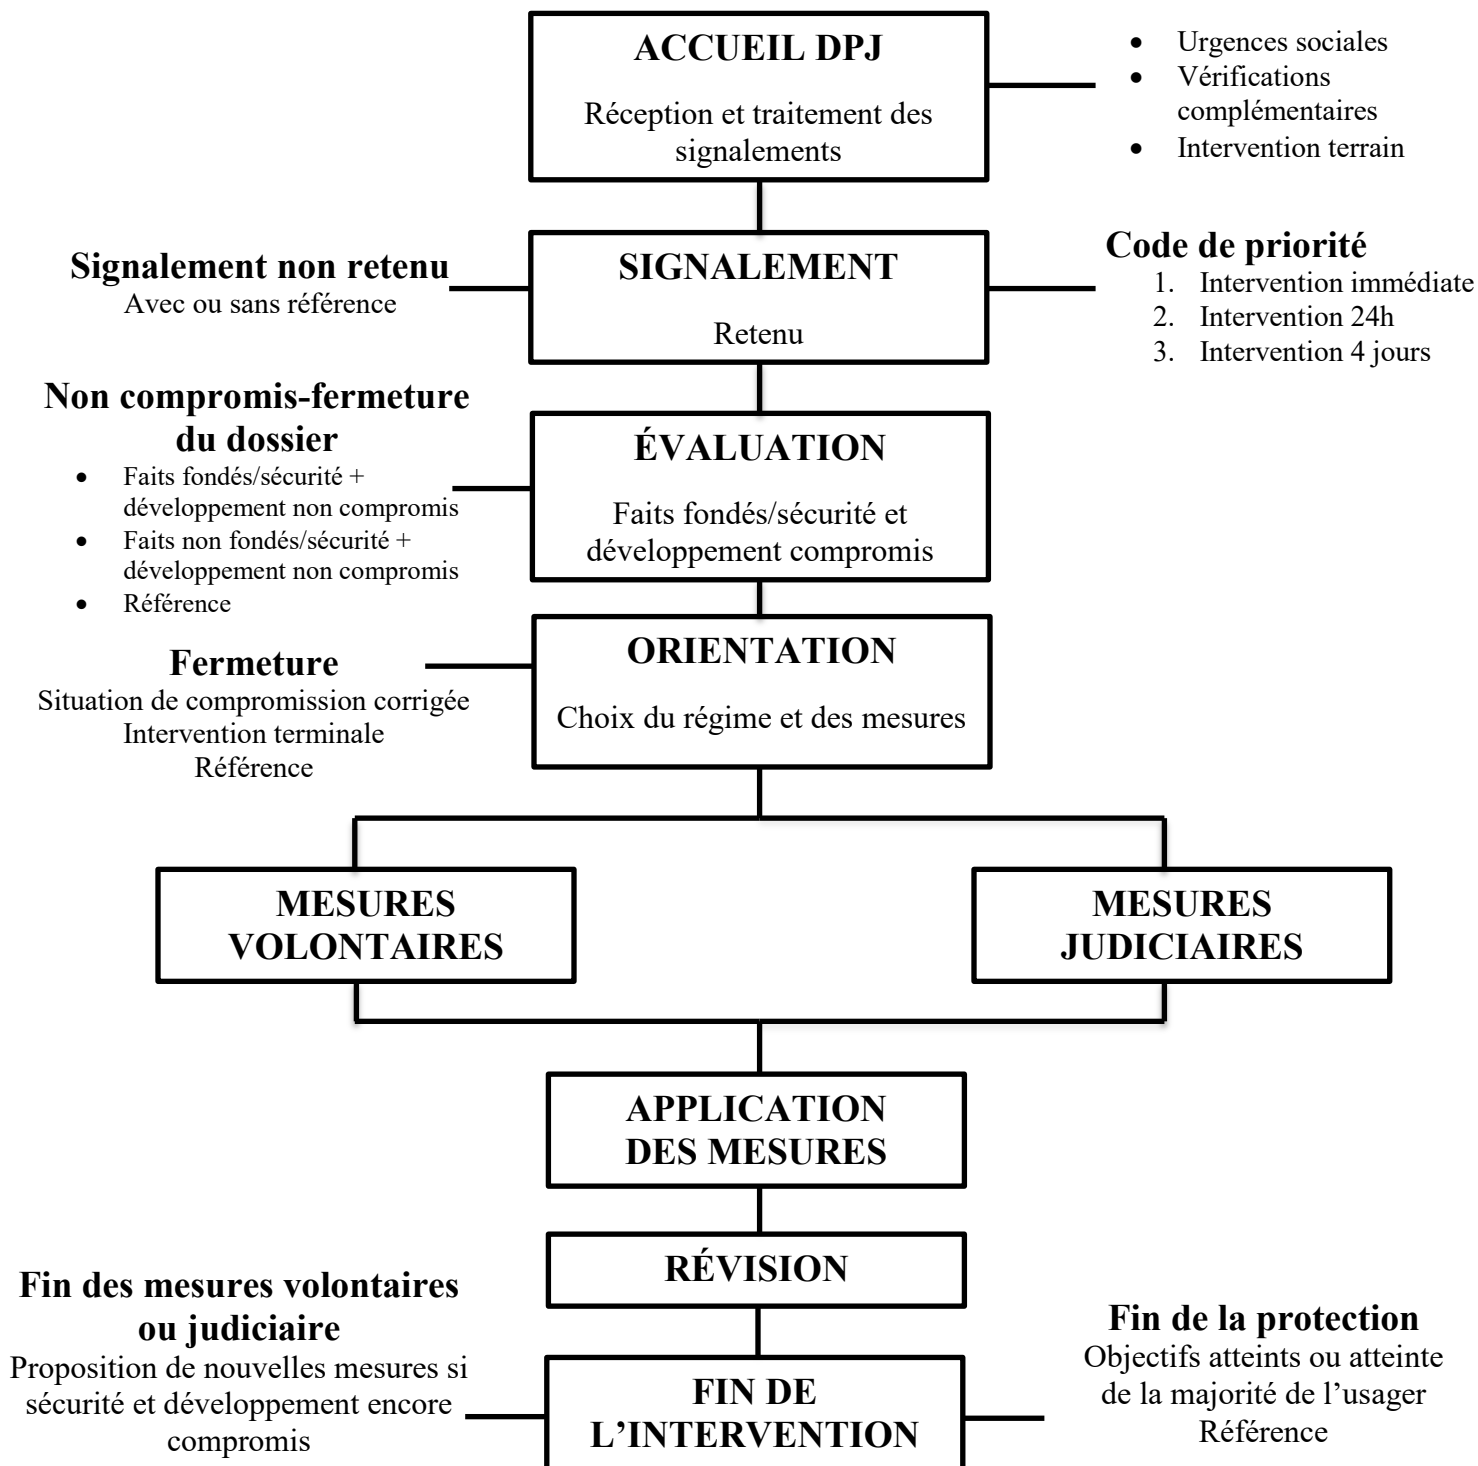 ACCUEIL DPJ
Réception et traitement des
signalements
• Urgences sociales
• Vérifications
complémentaires
• Intervention terrain
Signalement non retenu
Avec ou sans référence
SIGNALEMENT
Retenu
Code de priorité
1. Intervention immédiate
2. Intervention 24h
3. Intervention 4 jours
Non compromis-fermeture
du dossier
• Faits fondés/sécurité +
développement non compromis
• Faits non fondés/sécurité +
développement non compromis
• Référence
ÉVALUATION
Faits fondés/sécurité et
développement compromis
Fermeture
Situation de compromission corrigée
Intervention terminale
Référence
ORIENTATION
Choix du régime et des mesures
MESURES
VOLONTAIRES
MESURES
JUDICIAIRES
APPLICATION
DES MESURES
RÉVISION
Fin des mesures volontaires
ou judiciaire
Proposition de nouvelles mesures si
sécurité et développement encore
compromis
FIN DE
L’INTERVENTION
Fin de la protection
Objectifs atteints ou atteinte
de la majorité de l’usager
Référence